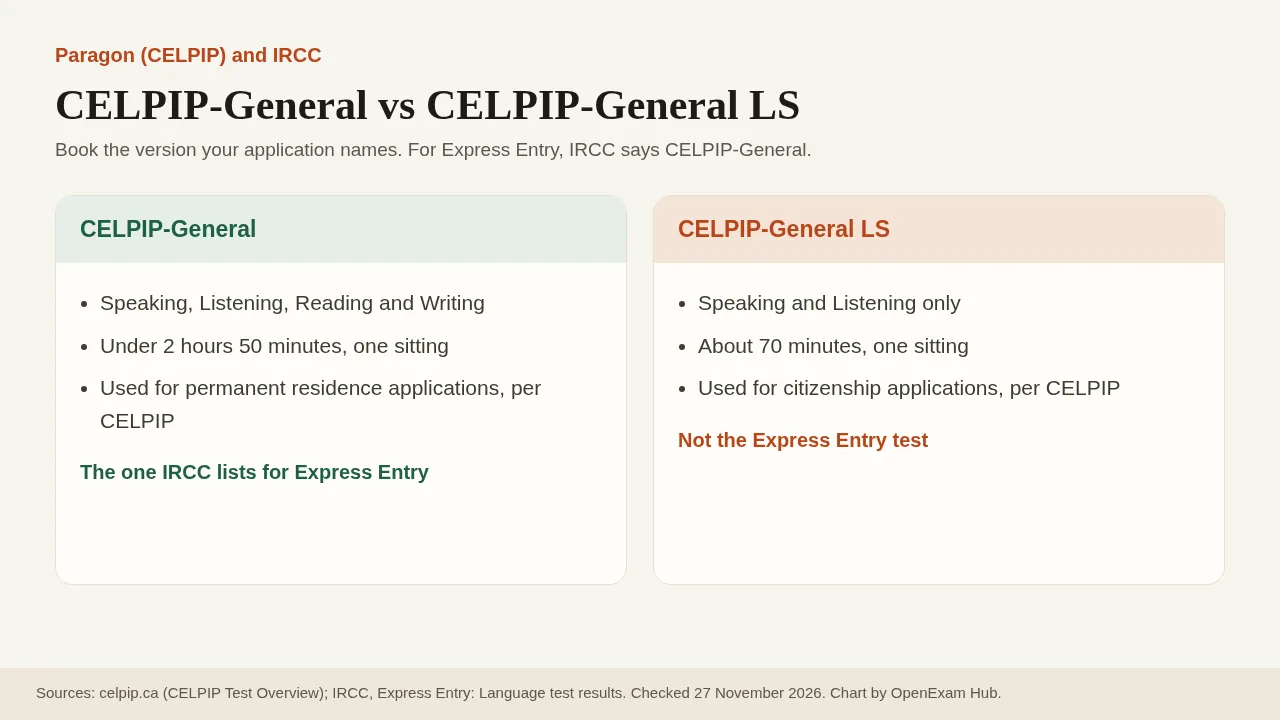 Paragon (CELPIP) and IRCC
CELPIP-General vs CELPIP-General LS
Book the version your application names. For Express Entry, IRCC says CELPIP-General.
CELPIP-General
• Speaking, Listening, Reading and Writing
• Under 2 hours 50 minutes, one sitting
• Used for permanent residence applications, per
CELPIP
The one IRCC lists for Express Entry
CELPIP-General LS
• Speaking and Listening only
• About 70 minutes, one sitting
• Used for citizenship applications, per CELPIP
Not the Express Entry test
Sources: celpip.ca (CELPIP Test Overview); IRCC, Express Entry: Language test results. Checked 27 November 2026. Chart by OpenExam Hub.